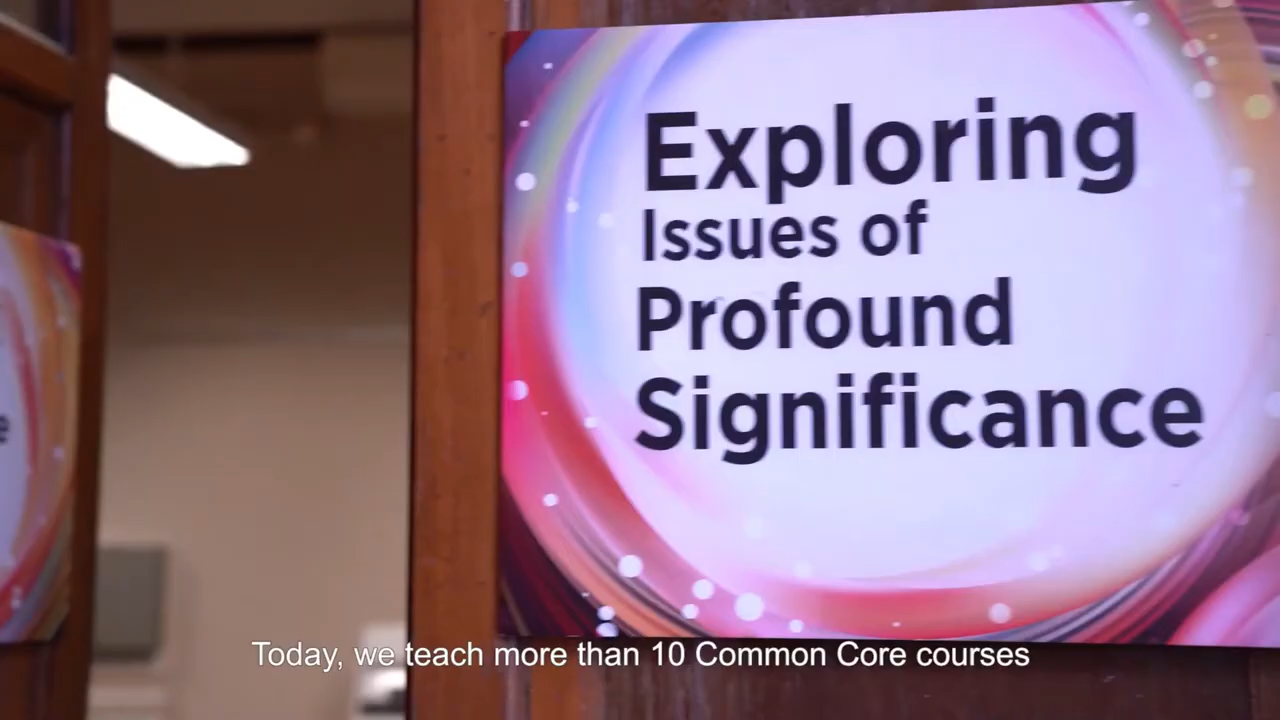 Exploring
Issues of
Profound
Significance
Today, we teach more than 10 Common Core courses